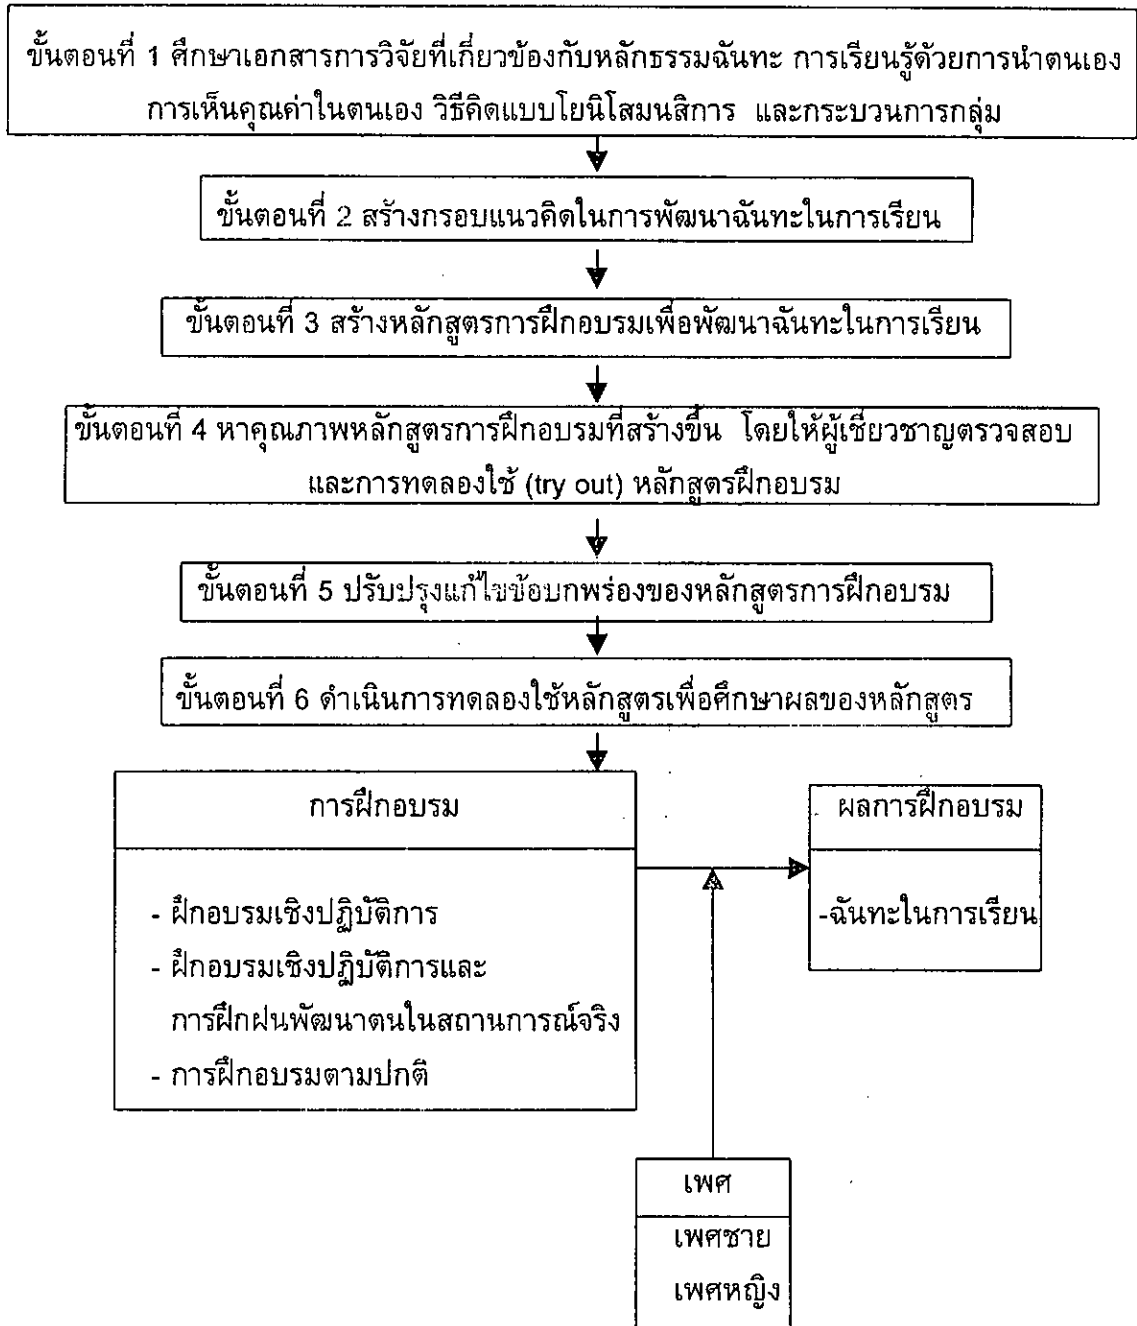 ขั้นตอนที่ 1 ศึกษาเอกสารการวิจัยที่เกี่ยวข้องกับหลักธรรมฉันทะ การเรียนรู้ด้วยการนำตนเอง
การเห็นคุณค่าในตนเอง วิธีคิดแบบโยนิโสมนสิการ และกระบวนการกลุ่ม
ขั้นตอนที่ 2 สร้างกรอบแนวคิดในการพัฒนาฉันทะในการเรียน
ขั้นตอนที่ 3 สร้างหลักสูตรการฝึกอบรมเพื่อพัฒนาฉันทะในการเรียน
ขั้นตอนที่ 4 หาคุณภาพหลักสูตรการฝึกอบรมที่สร้างขึ้น โดยให้ผู้เชี่ยวชาญตรวจสอบ
และการทดลองใช้ (try out) หลักสูตรฝึกอบรม
ขั้นตอนที่ 5 ปรับปรุงแก้ไขข้อบกพร่องของหลักสูตรการฝึกอบรม
ขั้นตอนที่ 6 ดำเนินการทดลองใช้หลักสูตรเพื่อศึกษาผลของหลักสูตร
การฝึกอบรม
- ฝึกอบรมเชิงปฏิบัติการ
- ฝึกอบรมเชิงปฏิบัติการและ
การฝึกฝนพัฒนาตนในสถานการณ์จริง
- การฝึกอบรมตามปกติ
ผลการฝึกอบรม
-ฉันทะในการเรียน
เพศ
เพศชาย
เพศหญิง